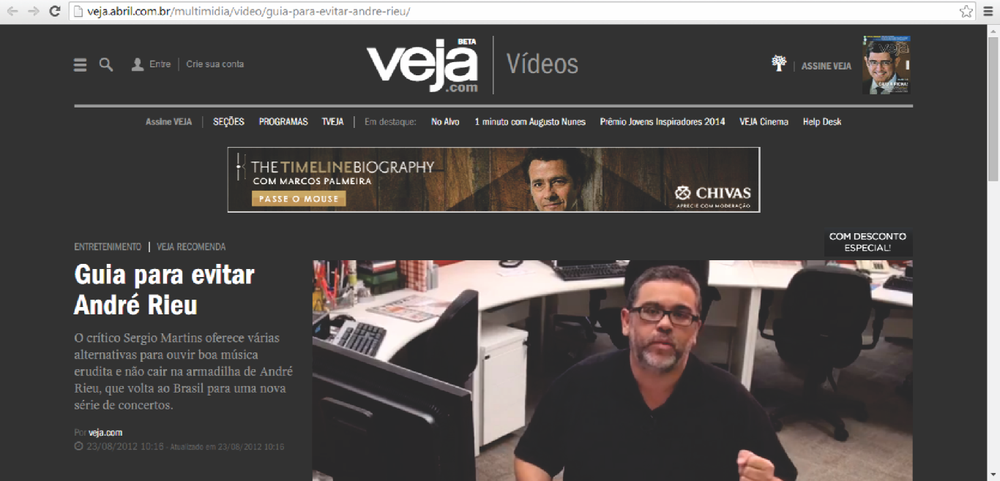 veja.abril.com.br/multimidia/video/guia-para-evitar-andre-rieu/
Entre | Crie sua conta
veja BETA
.com
Vídeos
| ASSINE VEJA
veja
Assine VEJA | SEÇÕES PROGRAMAS TVEJA | Em destaque: No Alvo 1 minuto com Augusto Nunes Prêmio Jovens Inspiradores 2014 VEJA Cinema Help Desk
THE TIMELINE BIOGRAPHY
COM MARCOS PALMEIRA
PASSE O MOUSE
CHIVAS
APRECIE COM MODERAÇÃO
COM DESCONTO
ESPECIAL!
ENTRETENIMENTO | VEJA RECOMENDA
Guia para evitar
André Rieu
O crítico Sergio Martins oferece várias
alternativas para ouvir boa música
erudita e não cair na armadilha de André
Rieu, que volta ao Brasil para uma nova
série de concertos.
Por veja.com
23/08/2012 10:16 - Atualizado em 23/08/2012 10:16